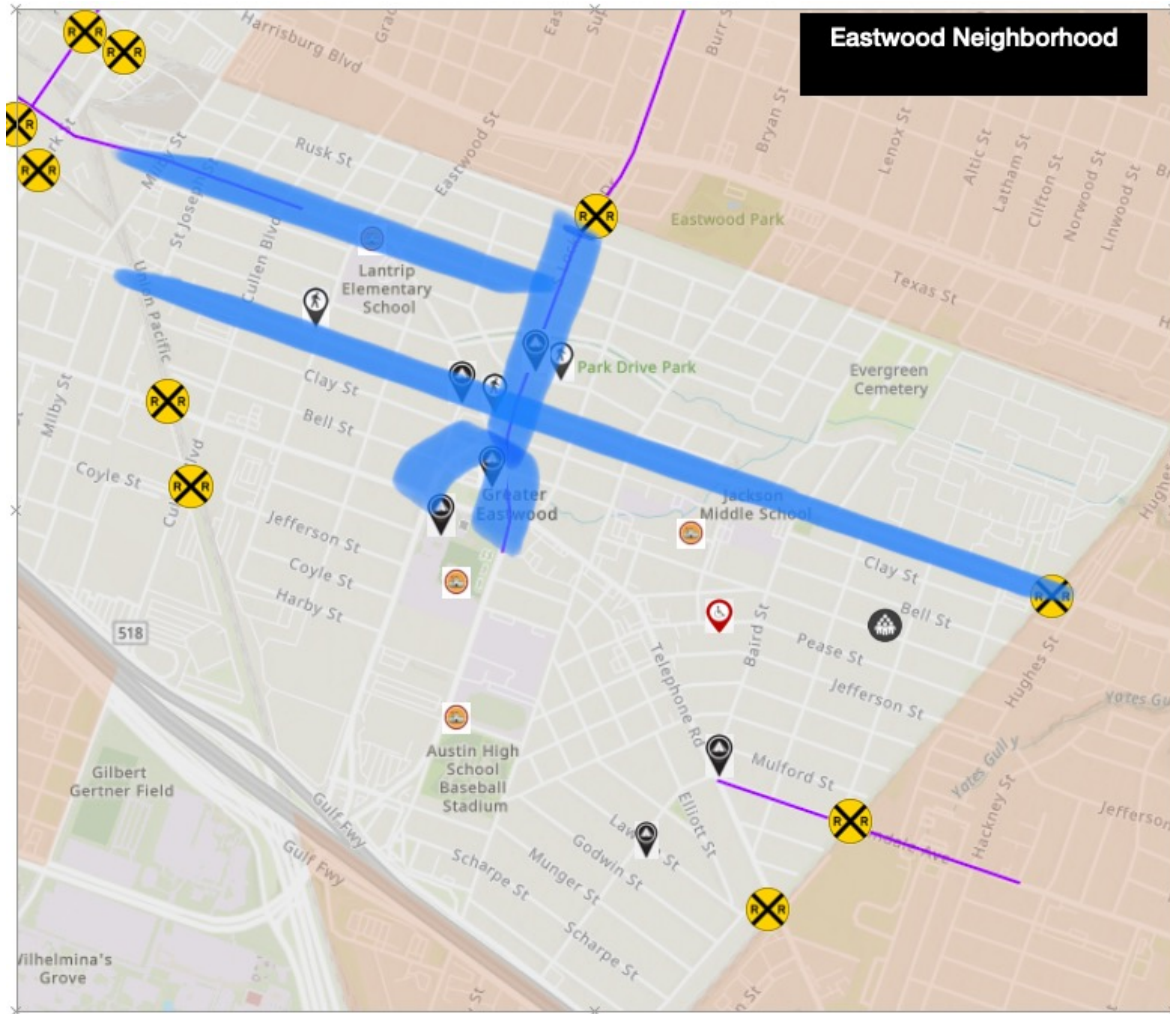 Eastwood Neighborhood
Harrisburg Blvd
Burr St
Bryan St
Lenox St
Altic St
Latham St
Clifton St
Norwood St
Linwood St
Rusk St
Eastwood St
Milby St
St Joseph St
Cullen Blvd
Union Pacific
R R
R R
R R
R R
R R
Eastwood Park
Texas St
Lantrip
Elementary
School
Park Drive Park
Evergreen
Cemetery
Clay St
Bell St
Milby St
Coyle St
R R
R R
Greater
Eastwood
Jackson
Middle School
Jefferson St
Coyle St
Harby St
518
Clay St
Bell St
Pease St
Jefferson St
Baird St
R R
Hughes St
Telephone Rd
Yates Gully
Mulford St
Hackney St
Austin High
School
Baseball
Stadium
Gilbert
Gertner Field
Gulf Fwy
Gulf Fwy
Elliott St
R R
Godwin St
Munger St
Scharpe St
Scharpe St
R R
Grove